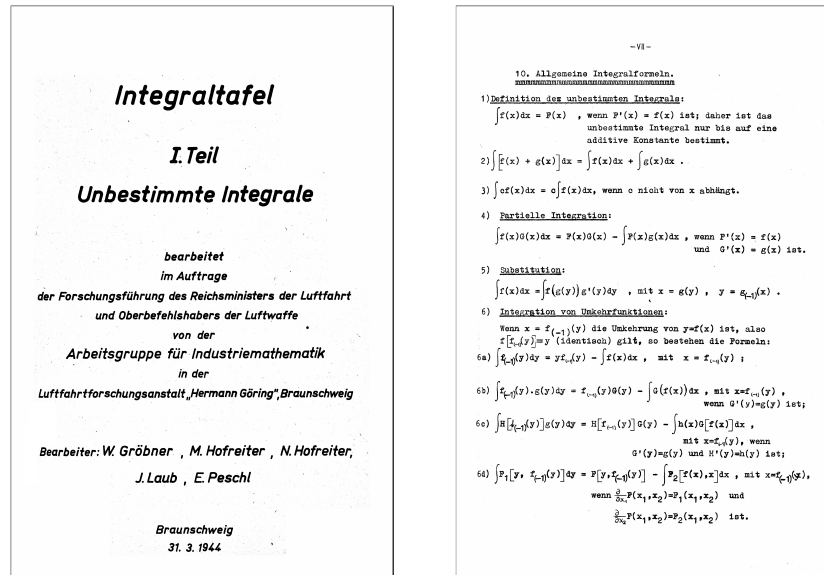 Integraltafel
I. Teil
Unbestimmte Integrale
bearbeitet
im Auftrage
der Forschungsführung des Reichsministers der Luftfahrt
und Oberbefehlshabers der Luftwaffe
von der
Arbeitsgruppe für Industriemathematik
in der
Luftfahrtforschungsanstalt „Hermann Göring", Braunschweig
Bearbeiter: W. Gröbner , M. Hofreiter , N. Hofreiter,
J. Laub , E. Peschl
Braunschweig
31. 3. 1944
– VII –
10. Allgemeine Integralformeln.
1) Definition des unbestimmten Integrals:
∫f(x)dx = F(x) , wenn F'(x) = f(x) ist; daher ist das
unbestimmte Integral nur bis auf eine
additive Konstante bestimmt.
2) ∫[f(x) + g(x)]dx = ∫f(x)dx + ∫g(x)dx .
3) ∫cf(x)dx = c∫f(x)dx, wenn c nicht von x abhängt.
4) Partielle Integration:
∫f(x)G(x)dx = F(x)G(x) - ∫F(x)g(x)dx , wenn F'(x) = f(x)
und G'(x) = g(x) ist.
5) Substitution:
∫f(x)dx = ∫f(g(y)) g'(y)dy , mit x = g(y) , y = g₍₋₁₎(x) .
6) Integration von Umkehrfunktionen:
Wenn x = f₍₋₁₎(y) die Umkehrung von y=f(x) ist, also
f[f₍₋₁₎(y)]=y (identisch) gilt, so bestehen die Formeln:
6a) ∫f₍₋₁₎(y)dy = yf₍₋₁₎(y) - ∫f(x)dx , mit x = f₍₋₁₎(y) ;
6b) ∫f₍₋₁₎(y).g(y)dy = f₍₋₁₎(y)G(y) - ∫G(f(x))dx , mit x=f₍₋₁₎(y) ,
wenn G'(y)=g(y) ist;
6c) ∫H[f₍₋₁₎(y)]g(y)dy = H[f₍₋₁₎(y)]G(y) - ∫h(x)G[f(x)]dx ,
mit x=f₍₋₁₎(y), wenn
G'(y)=g(y) und H'(y)=h(y) ist;
6d) ∫F₁[y, f₍₋₁₎(y)]dy = F[y,f₍₋₁₎(y)] - ∫F₂[f(x),x]dx , mit x=f₍₋₁₎(y),
wenn ∂/∂x₁ F(x₁,x₂)=F₁(x₁,x₂) und
∂/∂x₂ F(x₁,x₂)=F₂(x₁,x₂) ist.